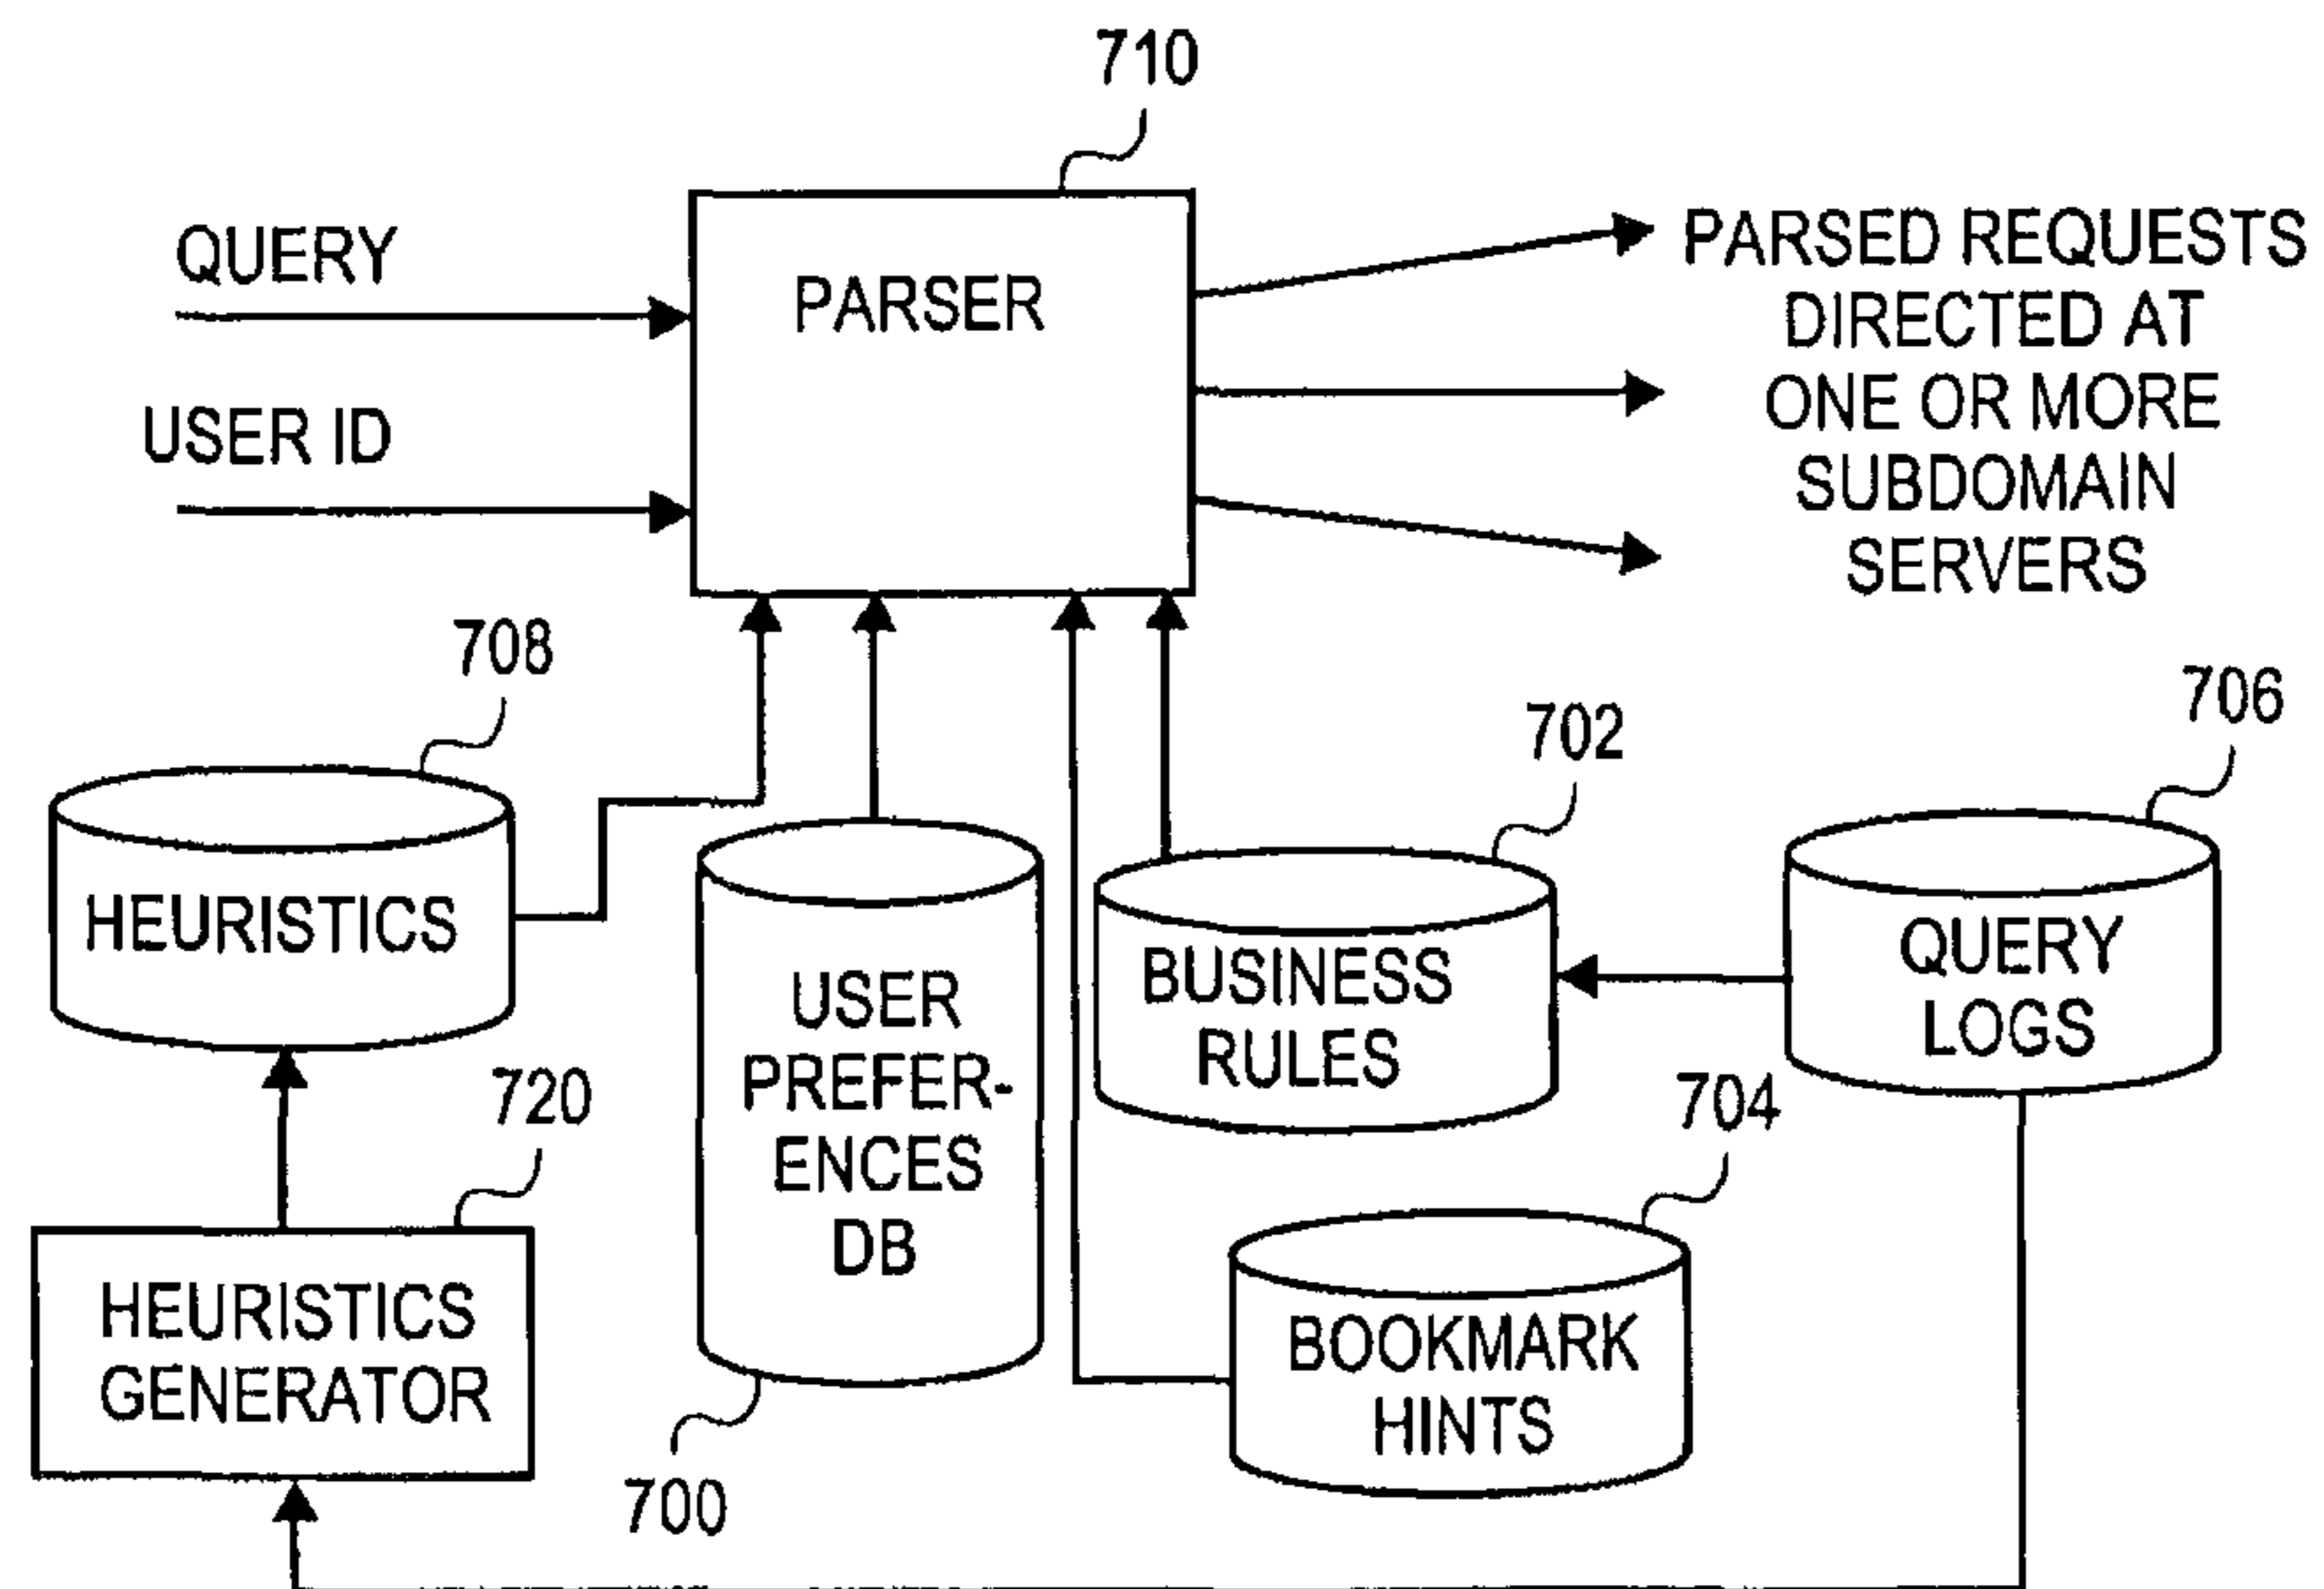 710
QUERY
PARSER
PARSED REQUESTS
DIRECTED AT
ONE OR MORE
SUBDOMAIN
SERVERS
USER ID
708
702
706
HEURISTICS
USER
PREFER-
ENCES
DB
BUSINESS
RULES
QUERY
LOGS
720
704
HEURISTICS
GENERATOR
BOOKMARK
HINTS
700